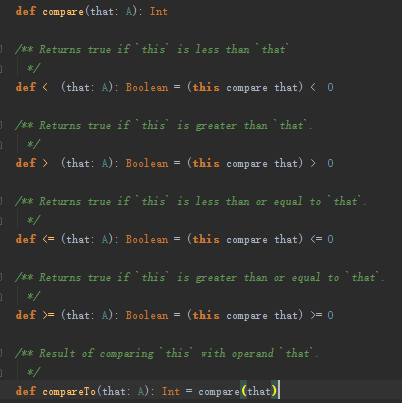 def compare(that: A): Int
/** Returns true if `this` is less than `that`
*/
def <  (that: A): Boolean = (this compare that) <  0
/** Returns true if `this` is greater than `that`.
*/
def >  (that: A): Boolean = (this compare that) >  0
/** Returns true if `this` is less than or equal to `that`.
*/
def <= (that: A): Boolean = (this compare that) <= 0
/** Returns true if `this` is greater than or equal to `that`.
*/
def >= (that: A): Boolean = (this compare that) >= 0
/** Result of comparing `this` with operand `that`.
*/
def compareTo(that: A): Int = compare(that)